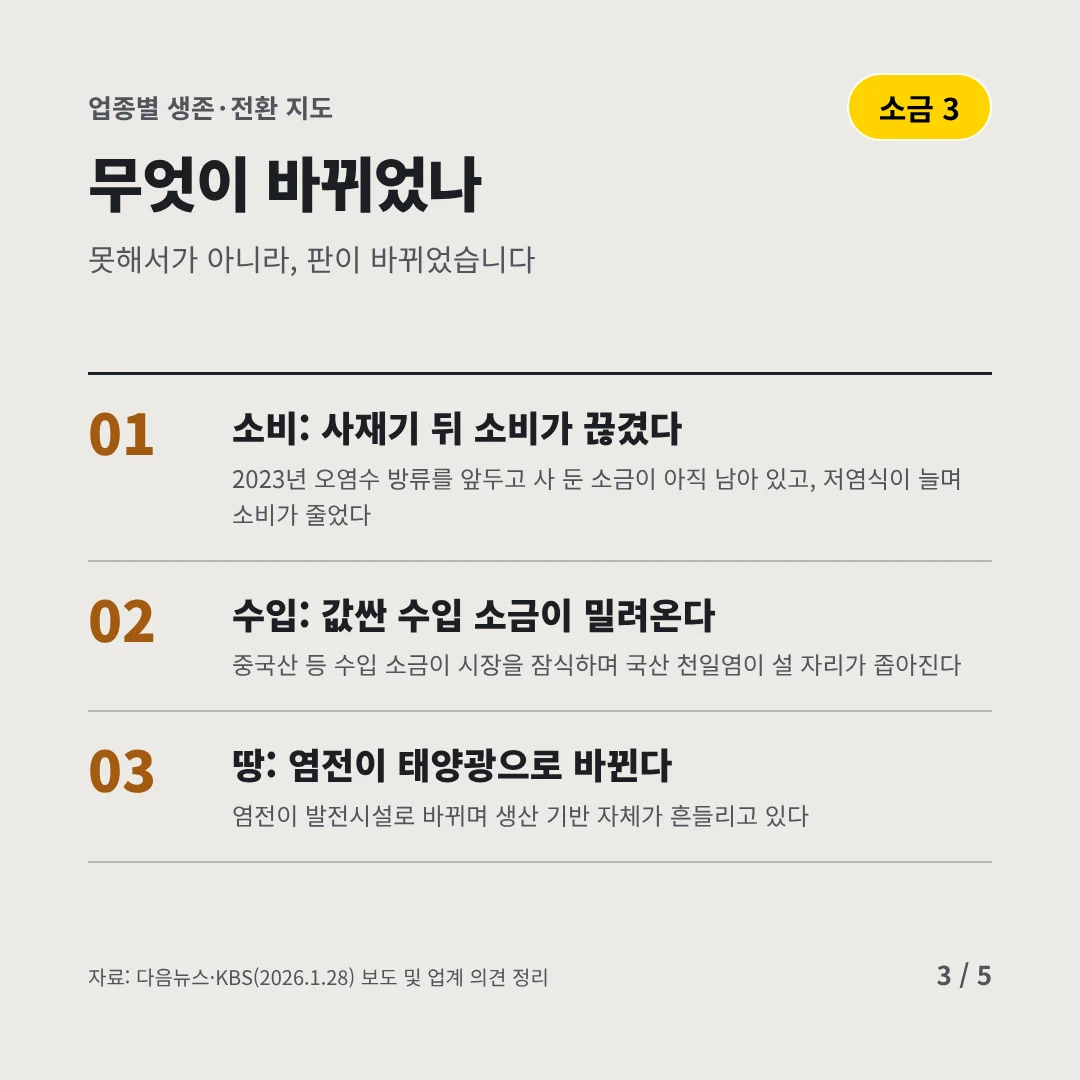 업종별 생존·전환 지도
소금 3
무엇이 바뀌었나
못해서가 아니라, 판이 바뀌었습니다
01
소비: 사재기 뒤 소비가 끊겼다
2023년 오염수 방류를 앞두고 사 둔 소금이 아직 남아 있고, 저염식이 늘며
소비가 줄었다
02
수입: 값싼 수입 소금이 밀려온다
중국산 등 수입 소금이 시장을 잠식하며 국산 천일염이 설 자리가 좁아진다
03
땅: 염전이 태양광으로 바뀐다
염전이 발전시설로 바뀌며 생산 기반 자체가 흔들리고 있다
자료: 다음뉴스·KBS(2026.1.28) 보도 및 업계 의견 정리
3 / 5